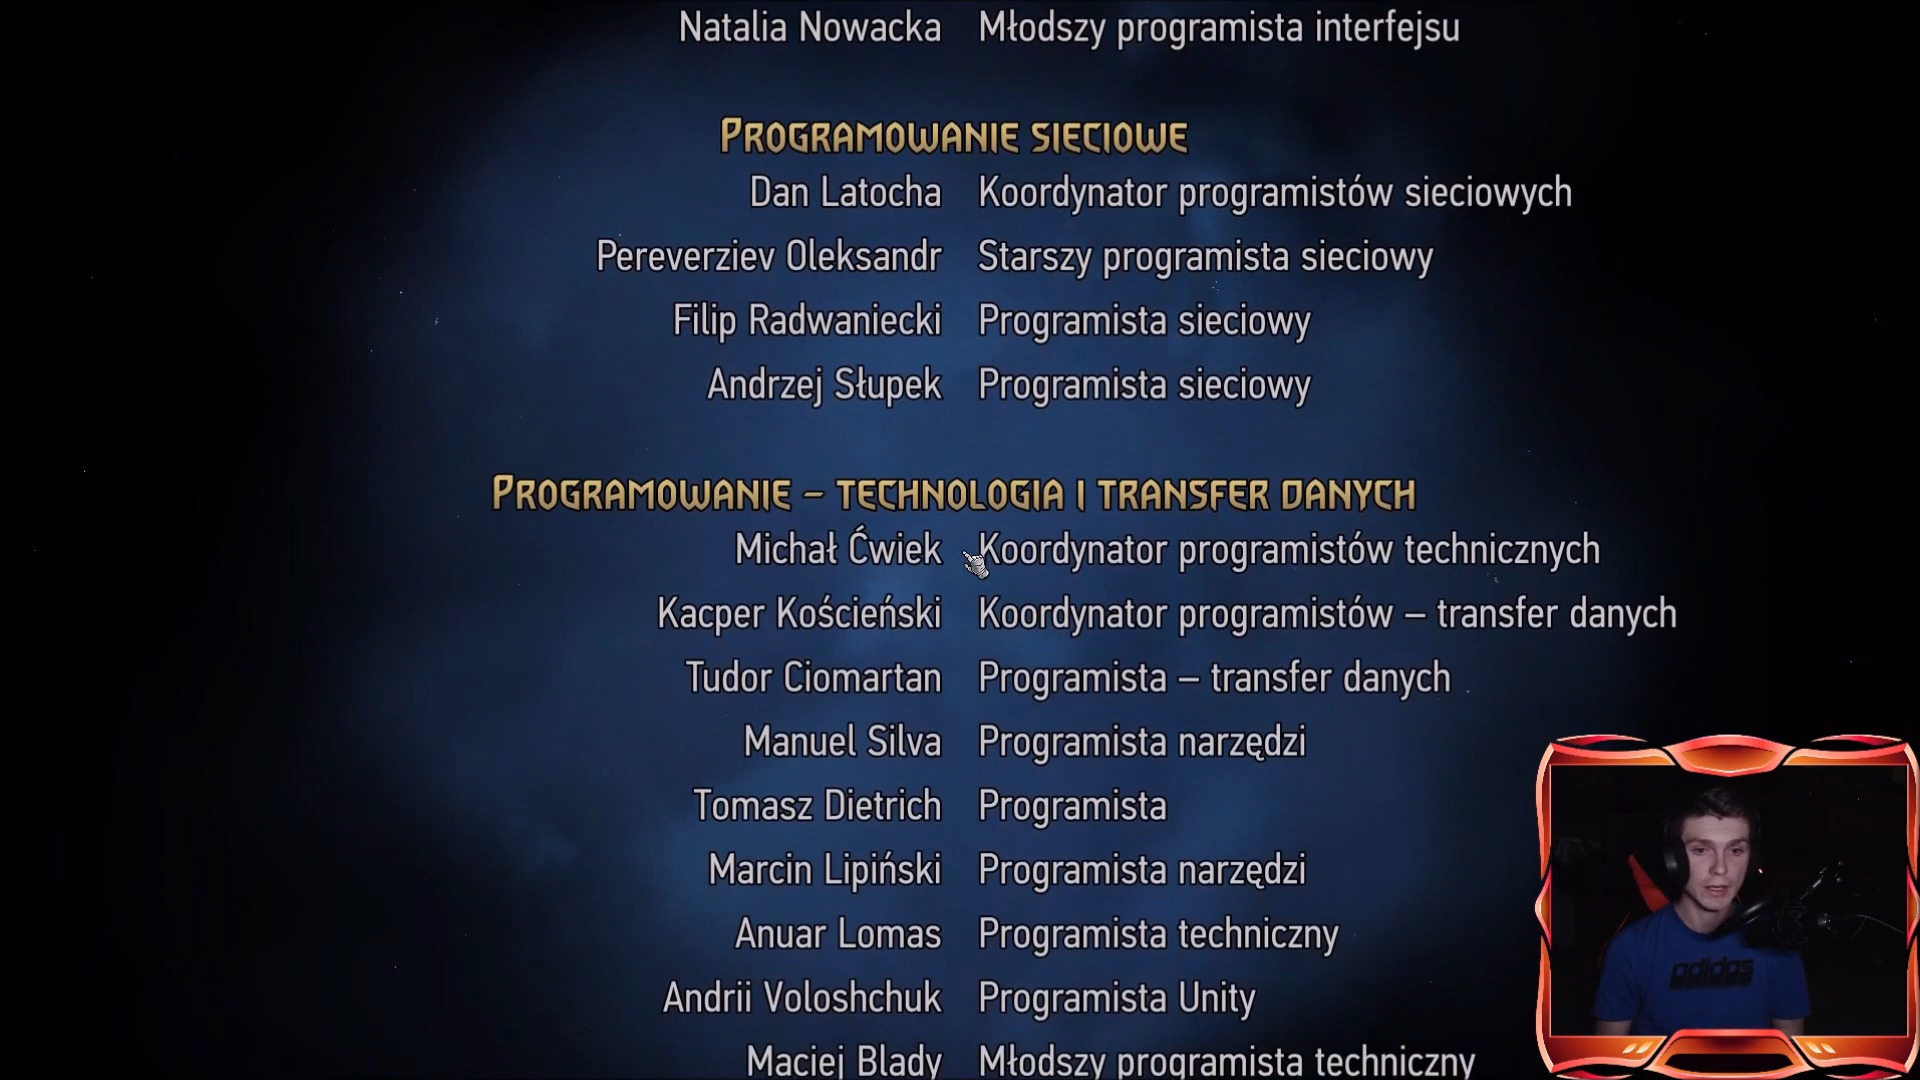 Natalia Nowacka Młodszy programista interfejsu
Programowanie sieciowe
Dan Latocha Koordynator programistów sieciowych
Pereverziev Oleksandr Starszy programista sieciowy
Filip Radwaniecki Programista sieciowy
Andrzej Słupek Programista sieciowy
Programowanie – technologia i transfer danych
Michał Ćwiek Koordynator programistów technicznych
Kacper Kościeński Koordynator programistów – transfer danych
Tudor Ciomartan Programista – transfer danych
Manuel Silva Programista narzędzi
Tomasz Dietrich Programista
Marcin Lipiński Programista narzędzi
Anuar Lomas Programista techniczny
adidas
Andrii Voloshchuk Programista Unity
Maciej Blady Młodszy programista techniczny